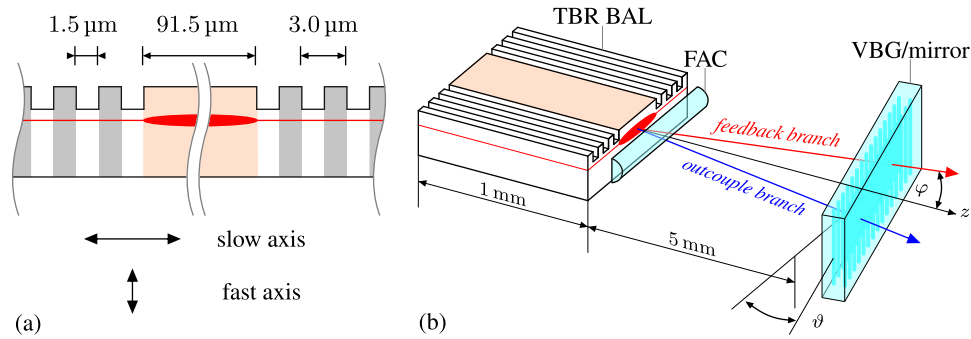 1.5 μm
91.5 μm
3.0 μm
slow axis
fast axis
(a)
TBR BAL
FAC
VBG/mirror
feedback branch
outcouple branch
φ
z
1 mm
5 mm
ϑ
(b)